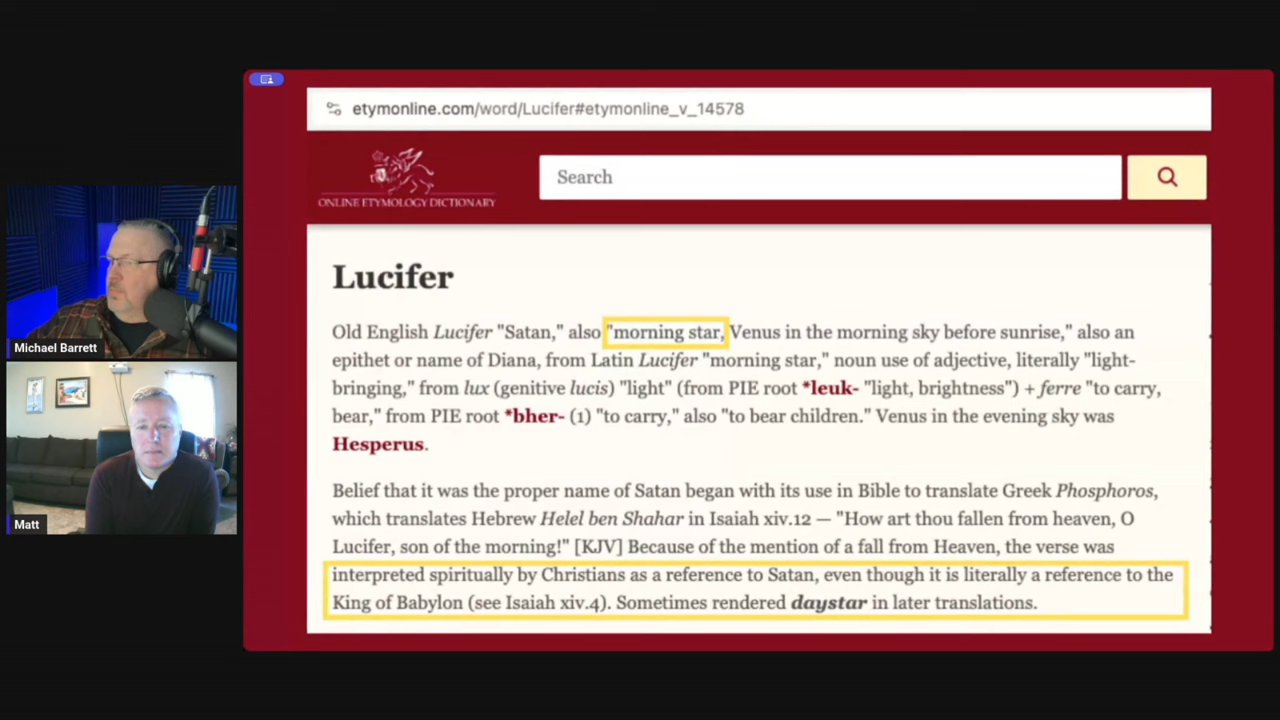 etymonline.com/word/Lucifer#etymonline_v_14578
ONLINE ETYMOLOGY DICTIONARY
Search
Lucifer
Old English Lucifer "Satan," also "morning star, Venus in the morning sky before sunrise," also an
epithet or name of Diana, from Latin Lucifer "morning star," noun use of adjective, literally "light-
bringing," from lux (genitive lucis) "light" (from PIE root *leuk- "light, brightness") + ferre "to carry,
bear," from PIE root *bher- (1) "to carry," also "to bear children." Venus in the evening sky was
Hesperus.
Belief that it was the proper name of Satan began with its use in Bible to translate Greek Phosphoros,
which translates Hebrew Helel ben Shahar in Isaiah xiv.12 — "How art thou fallen from heaven, O
Lucifer, son of the morning!" [KJV] Because of the mention of a fall from Heaven, the verse was
interpreted spiritually by Christians as a reference to Satan, even though it is literally a reference to the
King of Babylon (see Isaiah xiv.4). Sometimes rendered daystar in later translations.
Michael Barrett
Matt